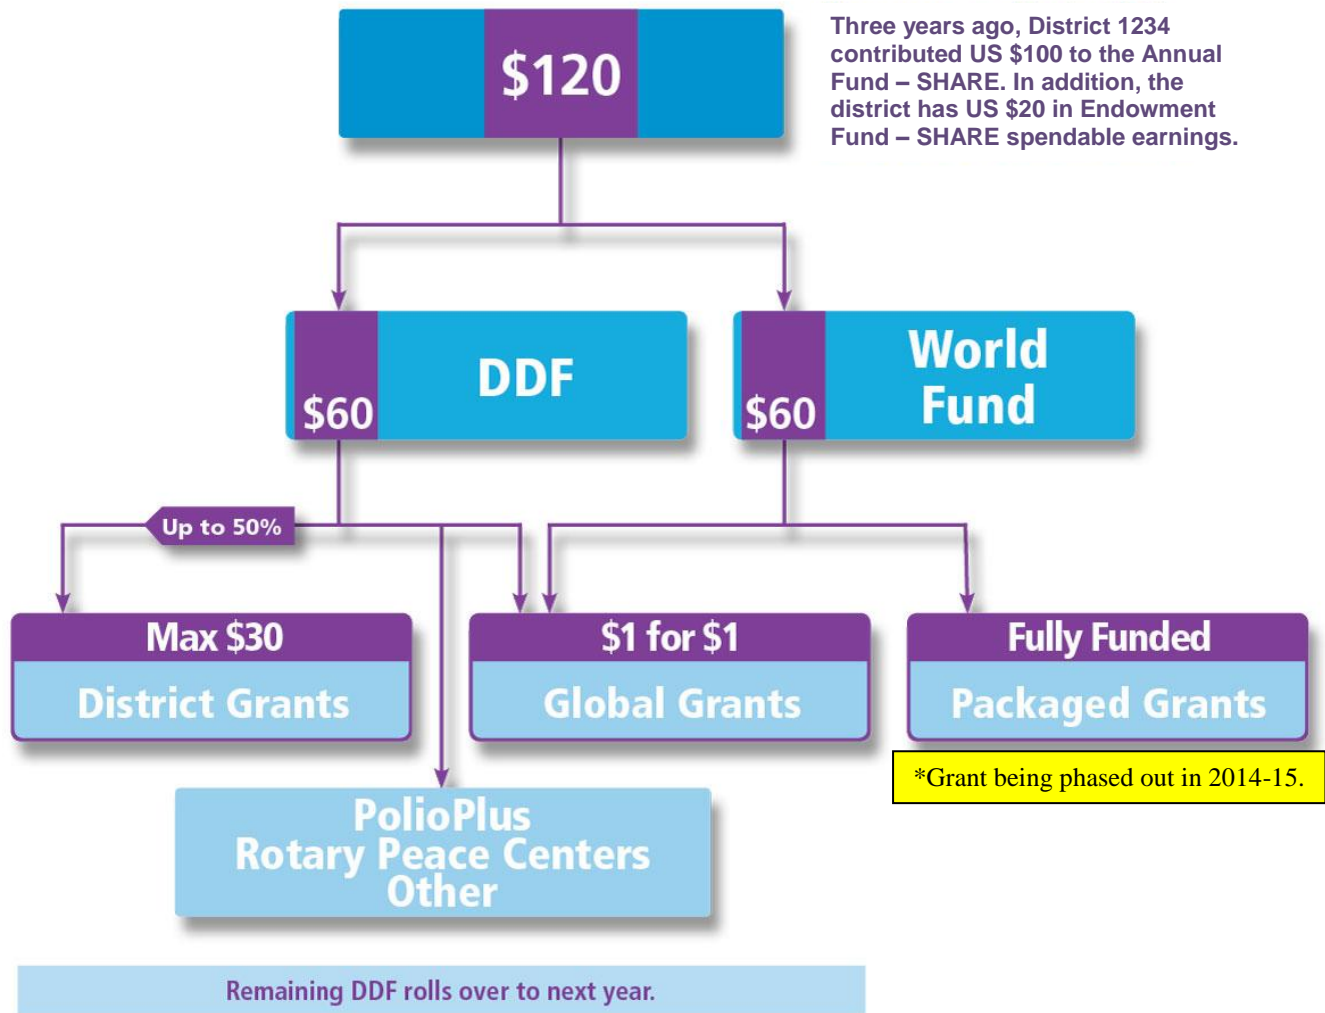 $120
Three years ago, District 1234
contributed US $100 to the Annual
Fund – SHARE. In addition, the
district has US $20 in Endowment
Fund – SHARE spendable earnings.
$60
DDF
$60
World
Fund
Up to 50%
Max $30
District Grants
$1 for $1
Global Grants
Fully Funded
Packaged Grants
*Grant being phased out in 2014-15.
PolioPlus
Rotary Peace Centers
Other
Remaining DDF rolls over to next year.